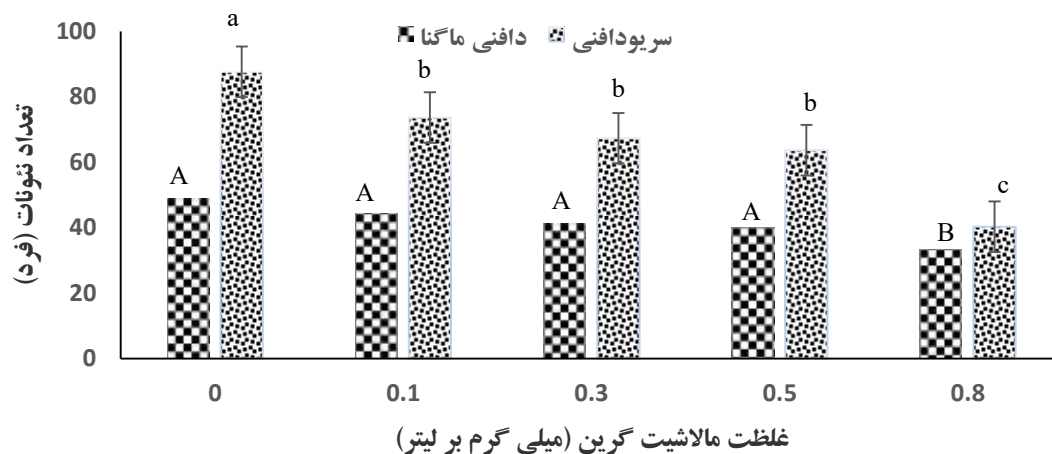 دافنی ماگنا
سریودافنی
تعداد نئونات (فرد)
100
80
60
40
20
0
a
b
b
b
c
A
A
A
A
B
0 0.1 0.3 0.5 0.8
غلظت مالاشیت گرین (میلی گرم بر لیتر)